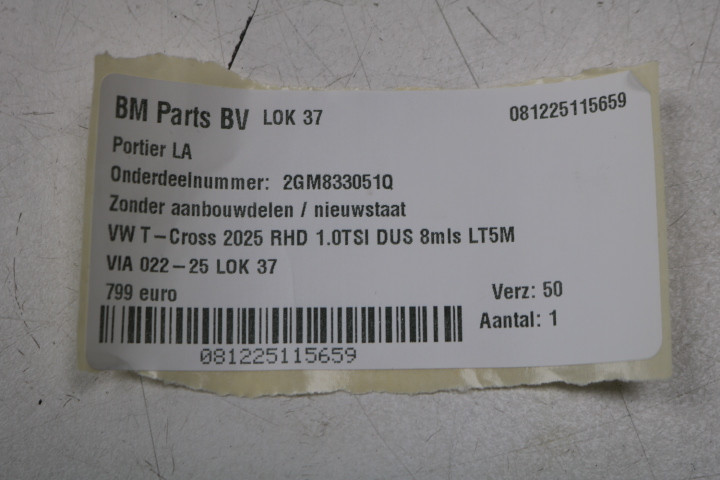 BM Parts BV LOK 37 081225115659
Portier LA
Onderdeelnummer: 2GM833051Q
Zonder aanbouwdelen / nieuwstaat
VW T-Cross 2025 RHD 1.0TSI DUS 8mls LT5M
VIA 022-25 LOK 37
799 euro Verz: 50
Aantal: 1
081225115659